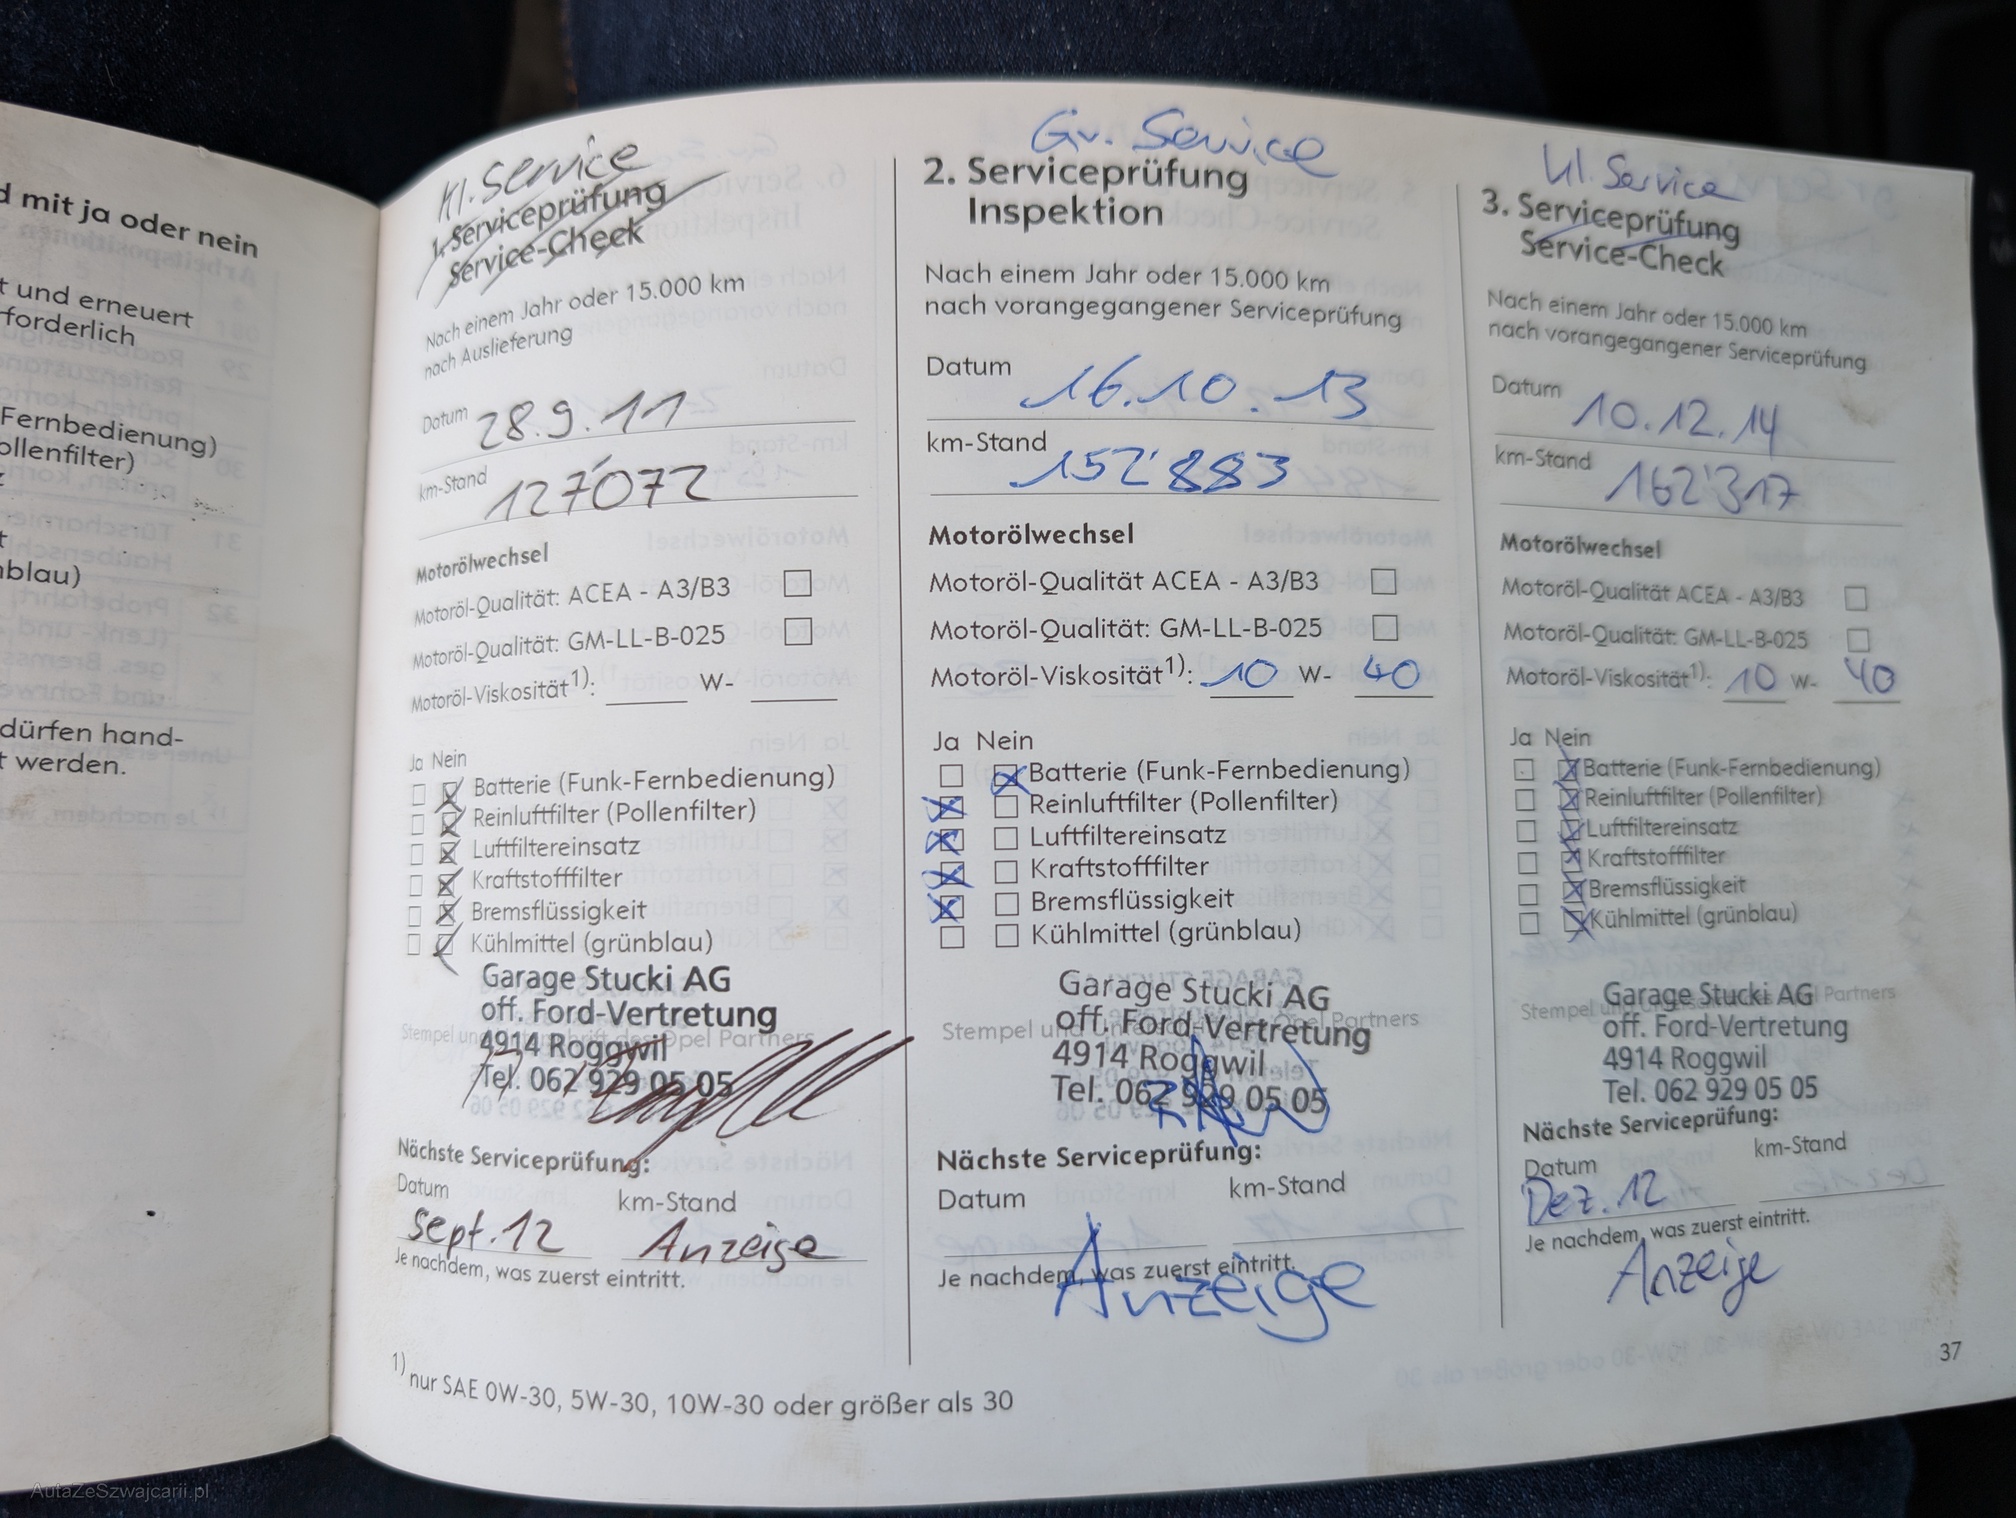 d mit ja oder nein
t und erneuert
forderlich
Fernbedienung)
ollenfilter)
t
nblau)
dürfen hand-
t werden.
Kl. Service
1. Serviceprüfung
Service-Check
Nach einem Jahr oder 15.000 km
nach Auslieferung
Datum 28.9.11
km-Stand 127'072
Motorölwechsel
Motoröl-Qualität: ACEA - A3/B3
Motoröl-Qualität: GM-LL-B-025
Motoröl-Viskosität1): W-
Ja Nein
Batterie (Funk-Fernbedienung)
Reinluftfilter (Pollenfilter)
Luftfiltereinsatz
Kraftstofffilter
Bremsflüssigkeit
Kühlmittel (grünblau)
Garage Stucki AG
off. Ford-Vertretung
Stempel und Unterschrift des Opel Partners
4914 Roggwil
Tel. 062 929 05 05
Nächste Serviceprüfung:
Datum km-Stand
Sept. 12 Anzeige
Je nachdem, was zuerst eintritt.
Gr. Service
2. Serviceprüfung
Inspektion
Nach einem Jahr oder 15.000 km
nach vorangegangener Serviceprüfung
Datum 16.10.13
km-Stand 152'883
Motorölwechsel
Motoröl-Qualität ACEA - A3/B3
Motoröl-Qualität: GM-LL-B-025
Motoröl-Viskosität1): 10 W- 40
Ja Nein
Batterie (Funk-Fernbedienung)
Reinluftfilter (Pollenfilter)
Luftfiltereinsatz
Kraftstofffilter
Bremsflüssigkeit
Kühlmittel (grünblau)
Garage Stucki AG
off. Ford-Vertretung
Stempel und Opel Partners
4914 Roggwil
Tel. 062 929 05 05
Nächste Serviceprüfung:
Datum km-Stand
Je nachdem, was zuerst eintritt.
Anzeige
Kl. Service
3. Serviceprüfung
Service-Check
Nach einem Jahr oder 15.000 km
nach vorangegangener Serviceprüfung
Datum 10.12.14
km-Stand 162'317
Motorölwechsel
Motoröl-Qualität ACEA - A3/B3
Motoröl-Qualität: GM-LL-B-025
Motoröl-Viskosität1): 10 W- 40
Ja Nein
Batterie (Funk-Fernbedienung)
Reinluftfilter (Pollenfilter)
Luftfiltereinsatz
Kraftstofffilter
Bremsflüssigkeit
Kühlmittel (grünblau)
Garage Stucki AG
Stempel und Partners
off. Ford-Vertretung
4914 Roggwil
Tel. 062 929 05 05
Nächste Serviceprüfung:
Datum km-Stand
Dez. 12
Je nachdem, was zuerst eintritt.
Anzeige
1) nur SAE 0W-30, 5W-30, 10W-30 oder größer als 30
37
AutaZeSzwajcarii.pl